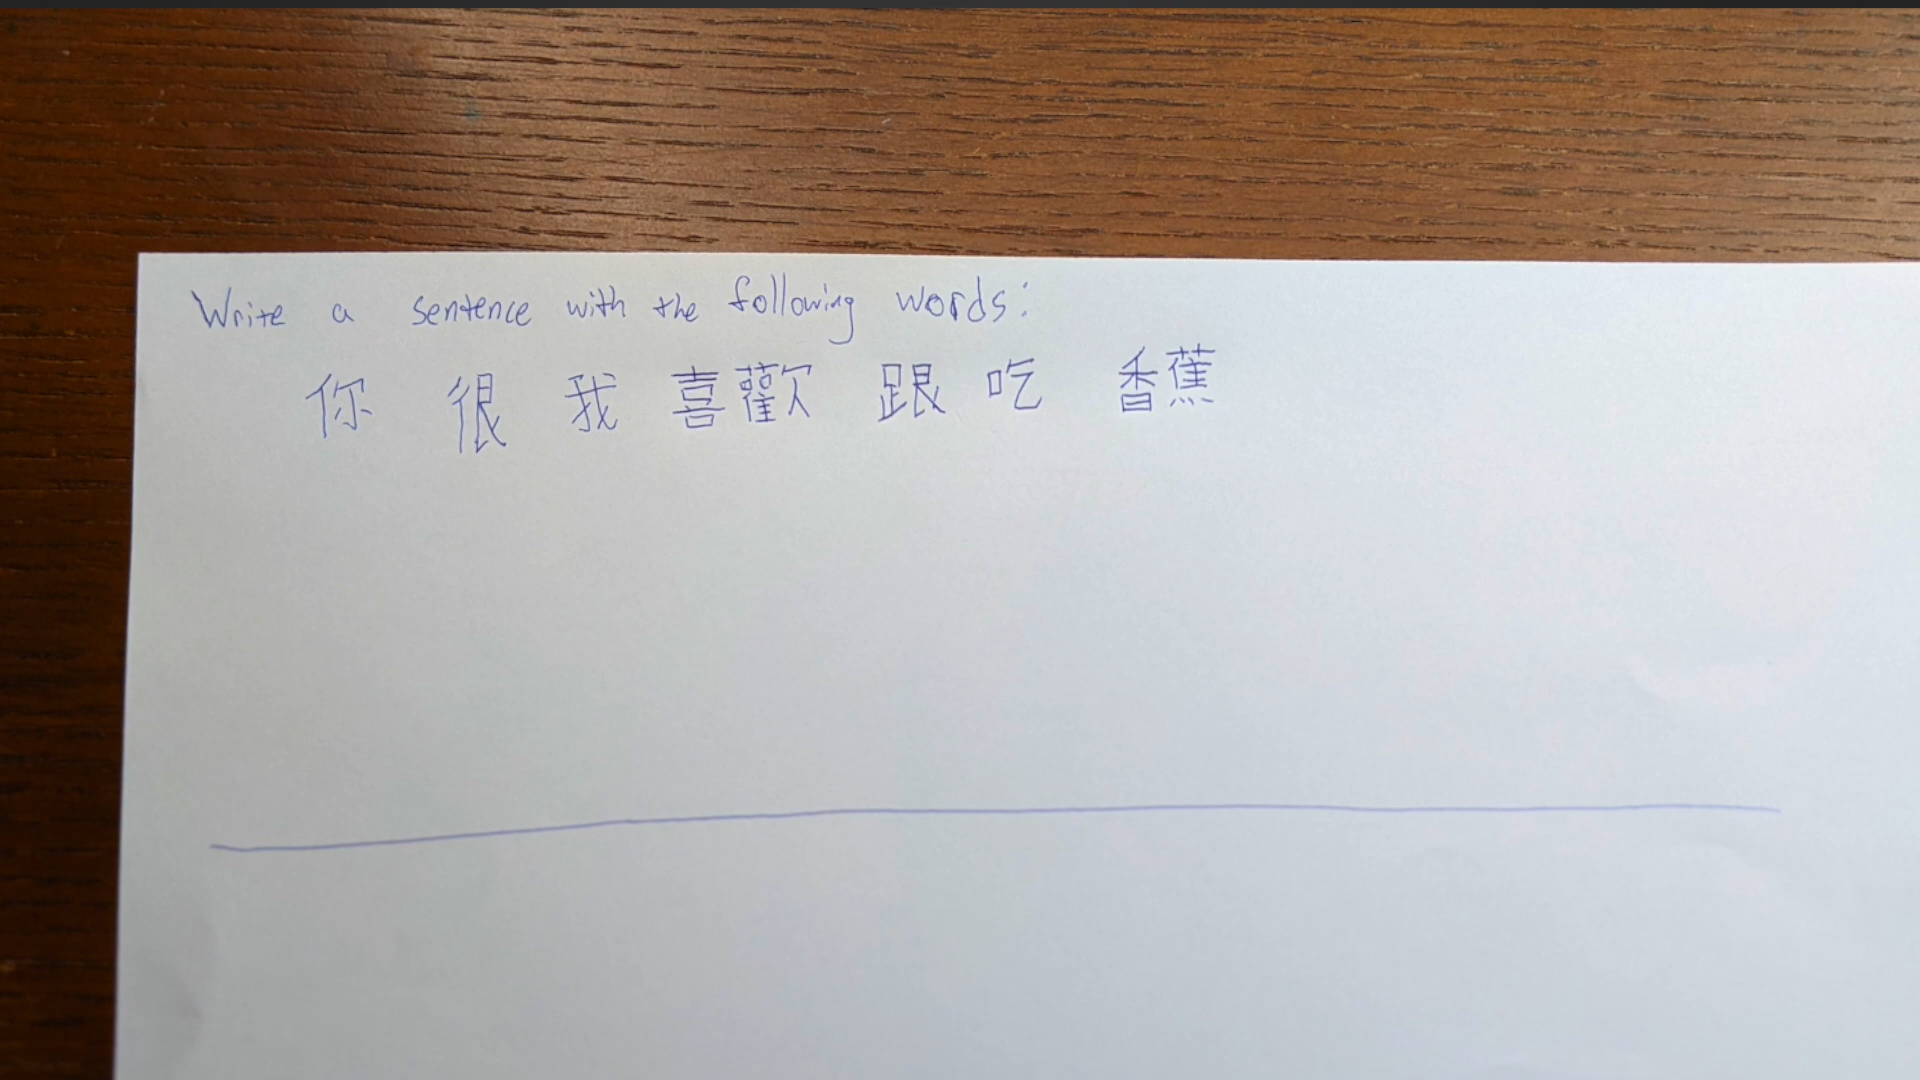 Write a sentence with the following words:
你 很 我 喜歡 跟 吃 香蕉